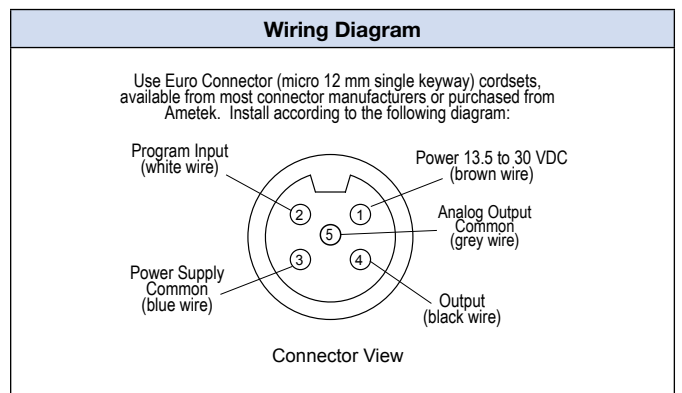 Wiring Diagram
Use Euro Connector (micro 12 mm single keyway) cordsets,
available from most connector manufacturers or purchased from
Ametek. Install according to the following diagram:
Program Input
(white wire)
Power 13.5 to 30 VDC
(brown wire)
2
1
Analog Output
Common
(grey wire)
5
3
4
Power Supply
Common
(blue wire)
Output
(black wire)
Connector View